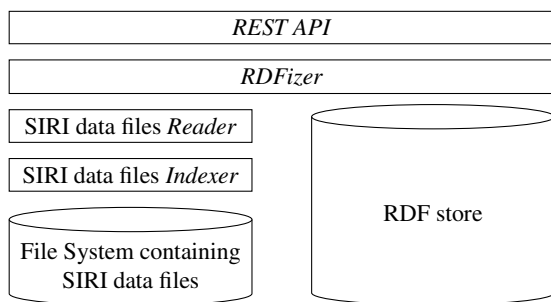 REST API
RDFizer
SIRI data files Reader
SIRI data files Indexer
File System containing
SIRI data files
RDF store